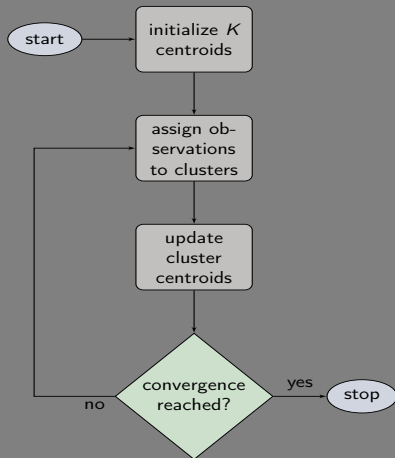 start
initialize K
centroids
assign ob-
servations
to clusters
update
cluster
centroids
convergence
reached?
yes
stop
no